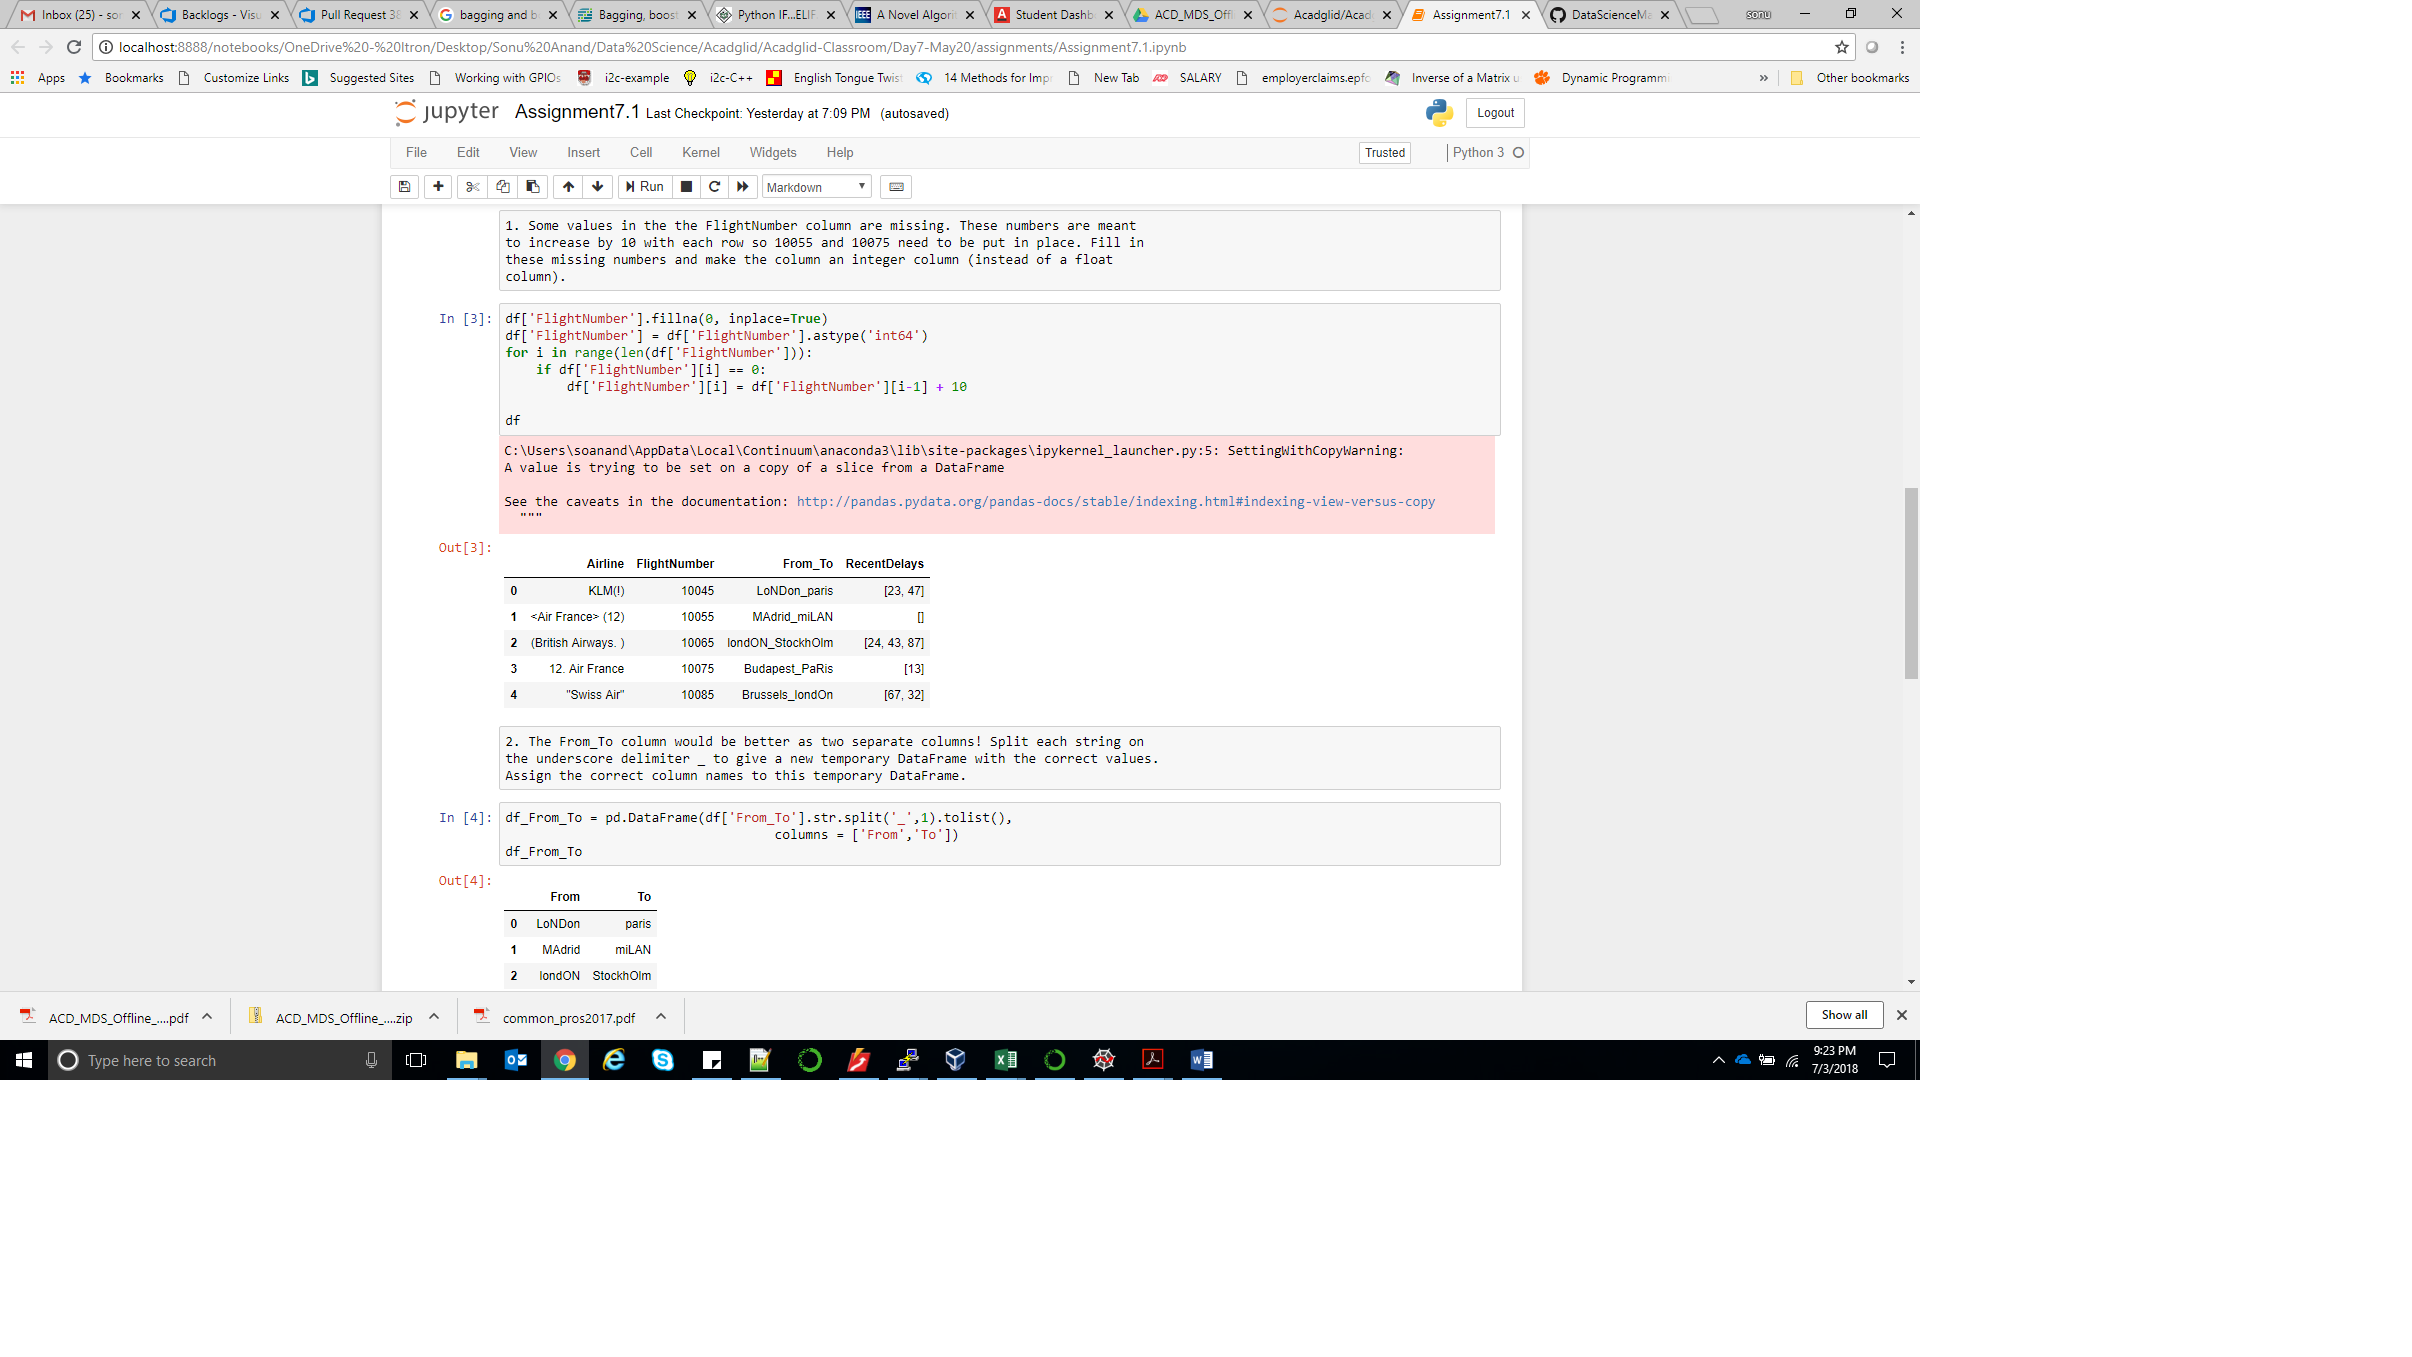 Inbox (25) - sor
Backlogs - Visu
Pull Request 38
bagging and b
Bagging, boost
Python IF...ELIF
A Novel Algorit
Student Dashb
ACD_MDS_Offl
Acadglid/Acad
Assignment7.1
DataScienceMa
sonu
localhost:8888/notebooks/OneDrive%20-%20Itron/Desktop/Sonu%20Anand/Data%20Science/Acadglid/Acadglid-Classroom/Day7-May20/assignments/Assignment7.1.ipynb
Apps
Bookmarks
Customize Links
Suggested Sites
Working with GPIOs
i2c-example
i2c-C++
English Tongue Twis
14 Methods for Imp
New Tab
SALARY
employerclaims.epfo
Inverse of a Matrix u
Dynamic Programmi
»
Other bookmarks
jupyter Assignment7.1 Last Checkpoint: Yesterday at 7:09 PM (autosaved)
Logout
File Edit View Insert Cell Kernel Widgets Help
Trusted
Python 3
Run
Markdown
1. Some values in the the FlightNumber column are missing. These numbers are meant
to increase by 10 with each row so 10055 and 10075 need to be put in place. Fill in
these missing numbers and make the column an integer column (instead of a float
column).
In [3]: df['FlightNumber'].fillna(0, inplace=True)
df['FlightNumber'] = df['FlightNumber'].astype('int64')
for i in range(len(df['FlightNumber'])):
if df['FlightNumber'][i] == 0:
df['FlightNumber'][i] = df['FlightNumber'][i-1] + 10
df
C:\Users\soanand\AppData\Local\Continuum\anaconda3\lib\site-packages\ipykernel_launcher.py:5: SettingWithCopyWarning:
A value is trying to be set on a copy of a slice from a DataFrame
See the caveats in the documentation: http://pandas.pydata.org/pandas-docs/stable/indexing.html#indexing-view-versus-copy
"""
Out[3]:
Airline FlightNumber From_To RecentDelays
0 KLM(!) 10045 LoNDon_paris [23, 47]
1 <Air France> (12) 10055 MAdrid_miLAN []
2 (British Airways. ) 10065 londON_StockhOlm [24, 43, 87]
3 12. Air France 10075 Budapest_PaRis [13]
4 "Swiss Air" 10085 Brussels_londOn [67, 32]
2. The From_To column would be better as two separate columns! Split each string on
the underscore delimiter _ to give a new temporary DataFrame with the correct values.
Assign the correct column names to this temporary DataFrame.
In [4]: df_From_To = pd.DataFrame(df['From_To'].str.split('_',1).tolist(),
columns = ['From','To'])
df_From_To
Out[4]:
From To
0 LoNDon paris
1 MAdrid miLAN
2 londON StockhOlm
ACD_MDS_Offline_....pdf
ACD_MDS_Offline_....zip
common_pros2017.pdf
Show all
Type here to search
9:23 PM
7/3/2018